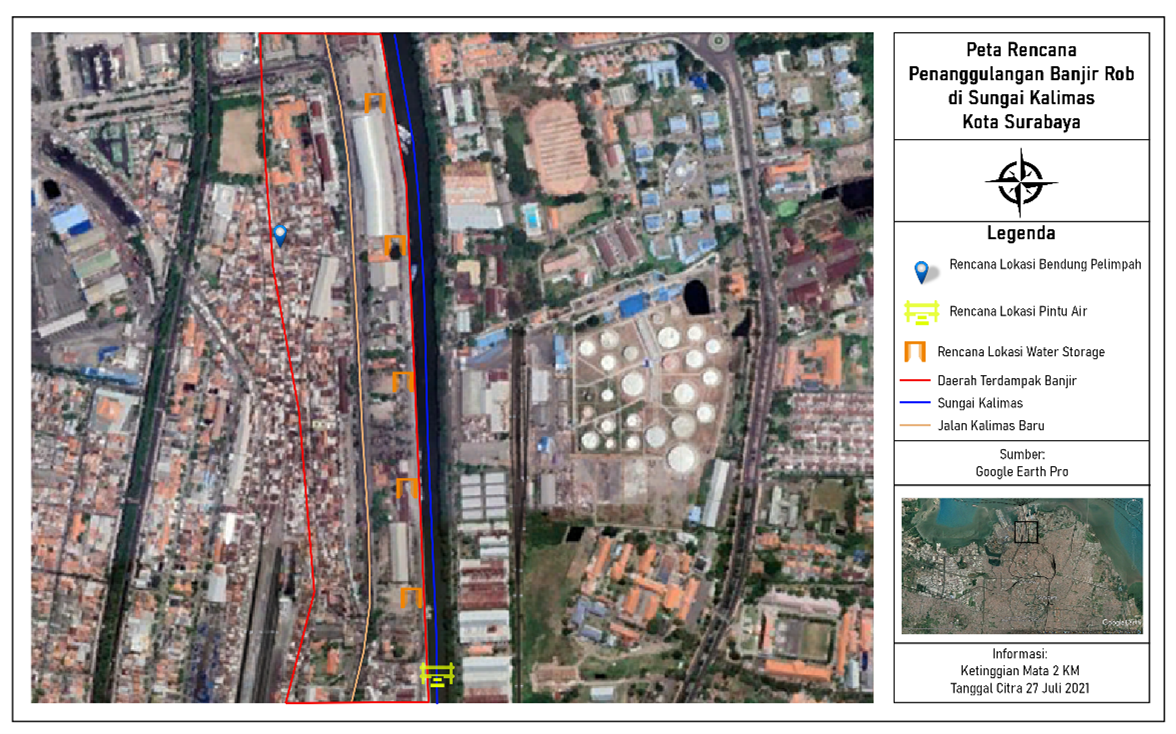 Peta Rencana
Penanggulangan Banjir Rob
di Sungai Kalimas
Kota Surabaya
Legenda
Rencana Lokasi Bendung Pelimpah
Rencana Lokasi Pintu Air
Rencana Lokasi Water Storage
Daerah Terdampak Banjir
Sungai Kalimas
Jalan Kalimas Baru
Sumber:
Google Earth Pro
Google Earth
Informasi:
Ketinggian Mata 2 KM
Tanggal Citra 27 Juli 2021